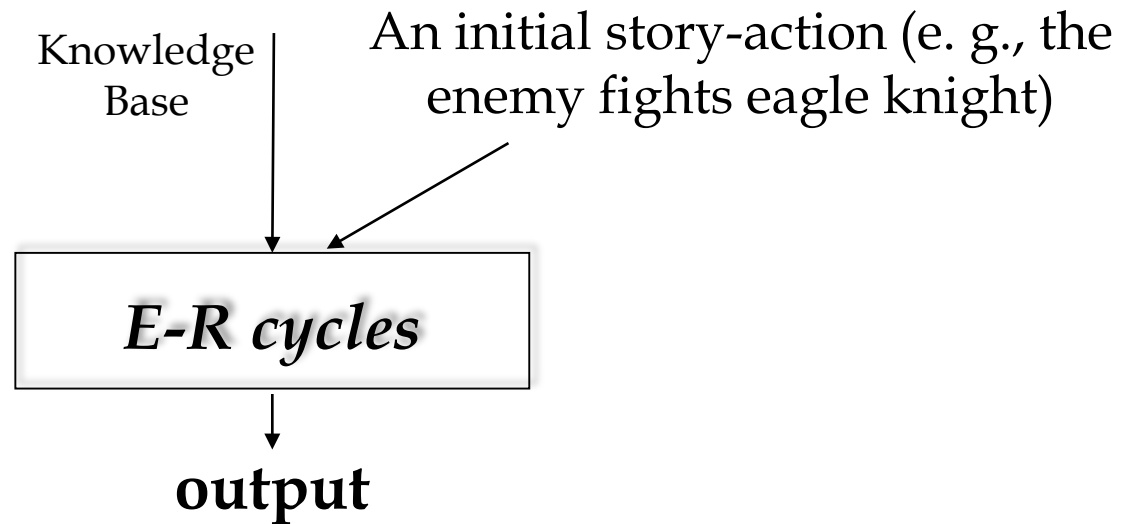 Knowledge
Base
An initial story-action (e. g., the
enemy fights eagle knight)
E-R cycles
output